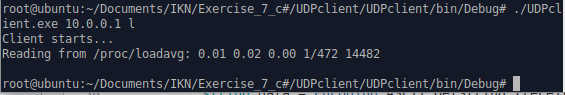 root@ubuntu:~/Documents/IKN/Exercise_7_c#/UDPclient/UDPclient/bin/Debug# ./UDPcl
ient.exe 10.0.0.1 l
Client starts...
Reading from /proc/loadavg: 0.01 0.02 0.00 1/472 14482
root@ubuntu:~/Documents/IKN/Exercise_7_c#/UDPclient/UDPclient/bin/Debug#